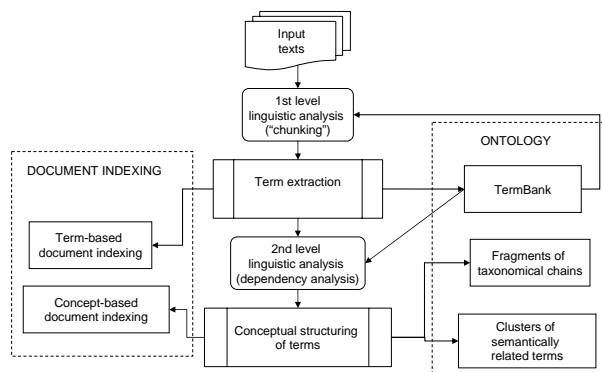 Input
texts
1st level
linguistic analysis
(“chunking”)
ONTOLOGY
DOCUMENT INDEXING
Term extraction
TermBank
Term-based
document indexing
2nd level
linguistic analysis
(dependency analysis)
Fragments of
taxonomical chains
Concept-based
document indexing
Conceptual structuring
of terms
Clusters of
semantically
related terms